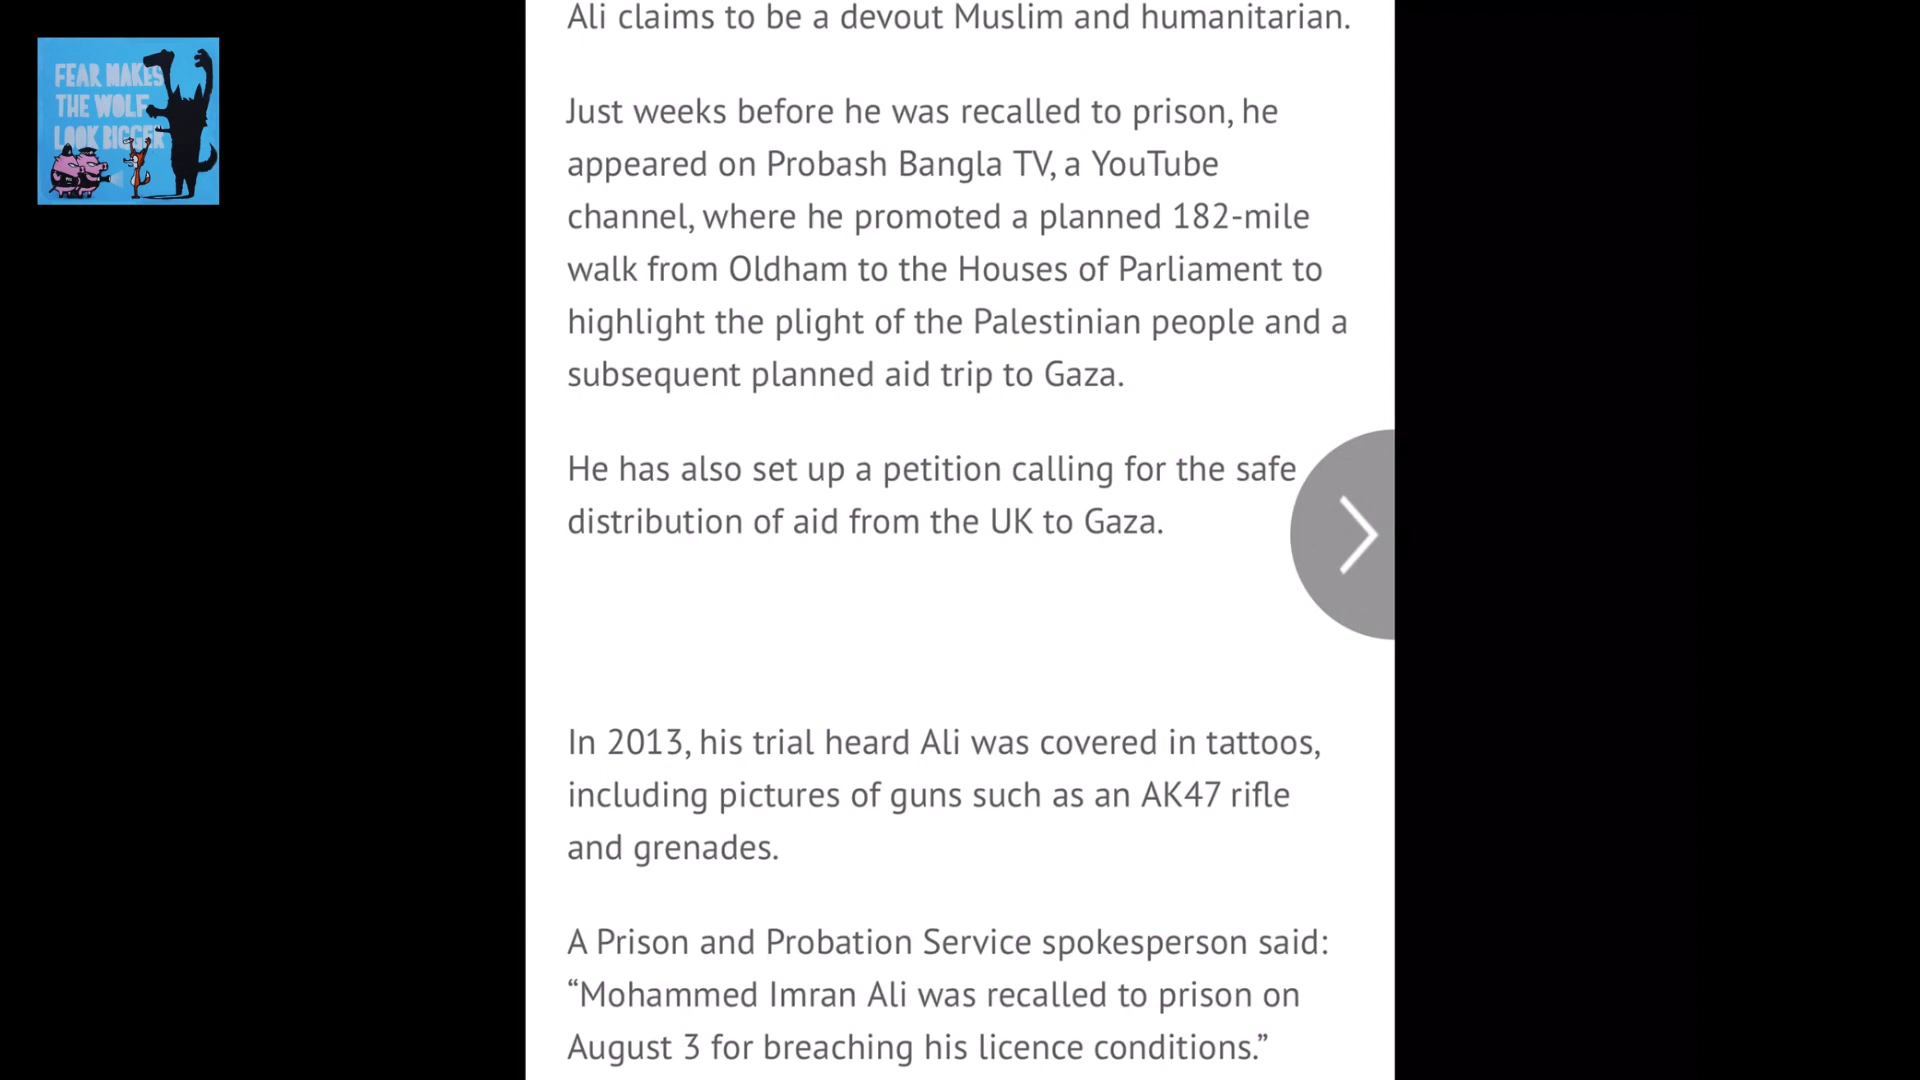 FEAR MAKES
THE WOLF
LOOK BIGGER
Ali claims to be a devout Muslim and humanitarian.
Just weeks before he was recalled to prison, he
appeared on Probash Bangla TV, a YouTube
channel, where he promoted a planned 182-mile
walk from Oldham to the Houses of Parliament to
highlight the plight of the Palestinian people and a
subsequent planned aid trip to Gaza.
He has also set up a petition calling for the safe
distribution of aid from the UK to Gaza.
In 2013, his trial heard Ali was covered in tattoos,
including pictures of guns such as an AK47 rifle
and grenades.
A Prison and Probation Service spokesperson said:
“Mohammed Imran Ali was recalled to prison on
August 3 for breaching his licence conditions.”